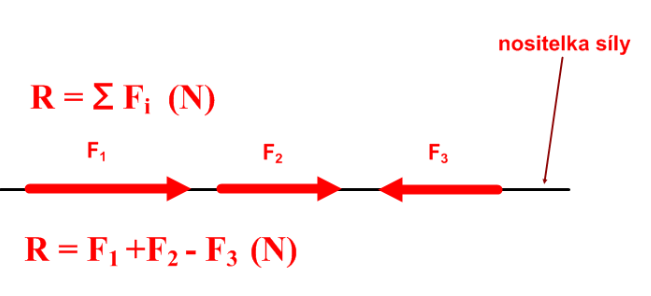 nositelka síly
R = Σ Fᵢ (N)
F₁ F₂ F₃
R = F₁ +F₂ - F₃ (N)